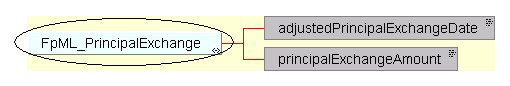 adjustedPrincipalExchangeDate
FpML_PrincipalExchange
principalExchangeAmount